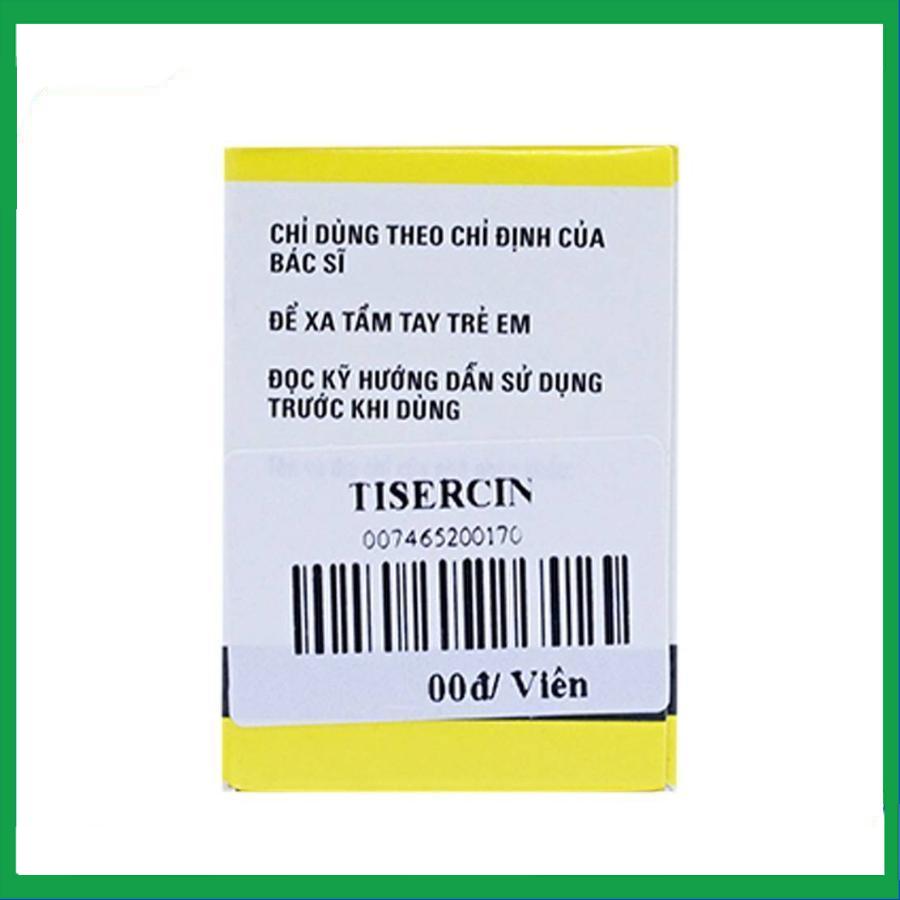 CHỈ DÙNG THEO CHỈ ĐỊNH CỦA
BÁC SĨ
ĐỂ XA TẦM TAY TRẺ EM
ĐỌC KỸ HƯỚNG DẪN SỬ DỤNG
TRƯỚC KHI DÙNG
TISERCIN
007465200170
00đ/ Viên